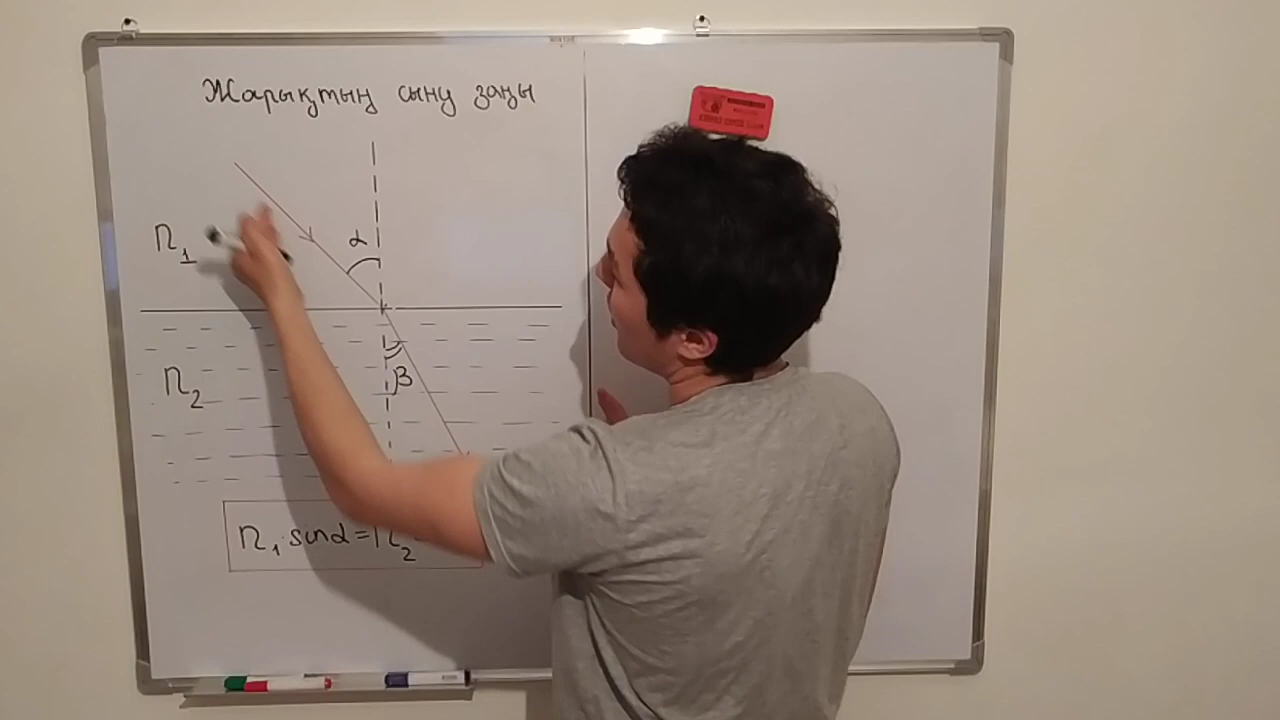 Жарықтың сыну заңы
α
n₁
β
n₂
n₁·sinα=n₂